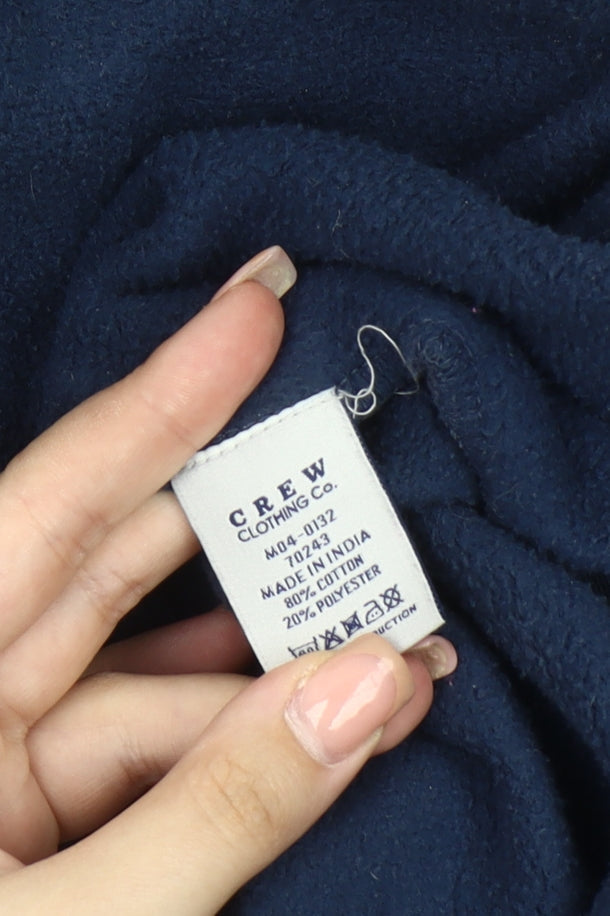 CREW
CLOTHING Co.
M04-0132
70243
MADE IN INDIA
80% COTTON
20% POLYESTER